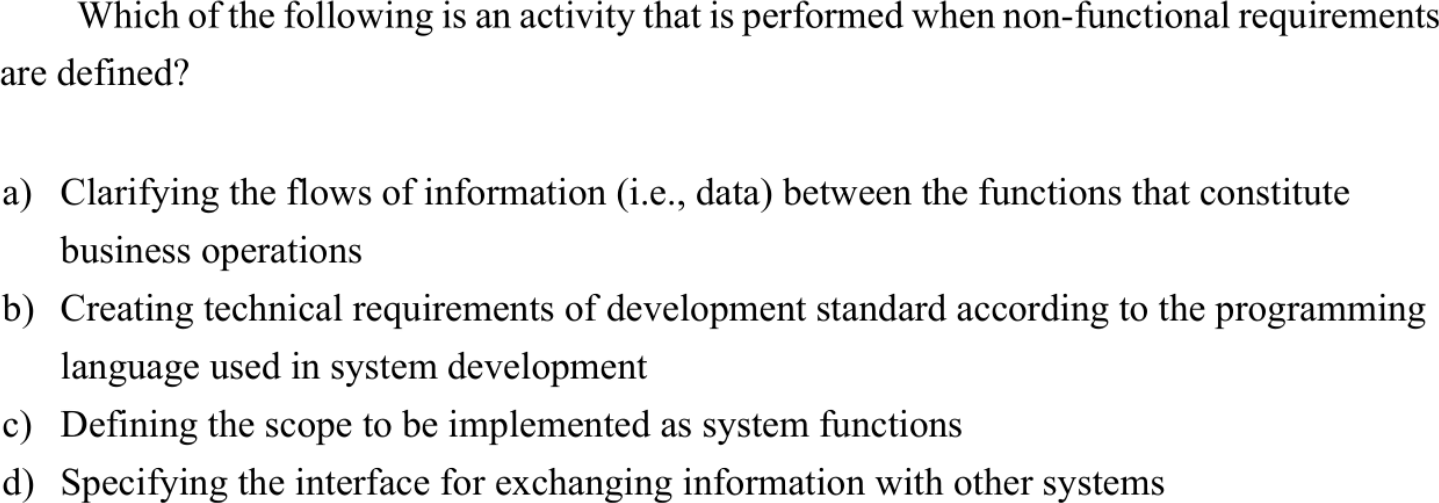 Which of the following is an activity that is performed when non-functional requirements
are defined?
a) Clarifying the flows of information (i.e., data) between the functions that constitute
business operations
b) Creating technical requirements of development standard according to the programming
language used in system development
c) Defining the scope to be implemented as system functions
d) Specifying the interface for exchanging information with other systems